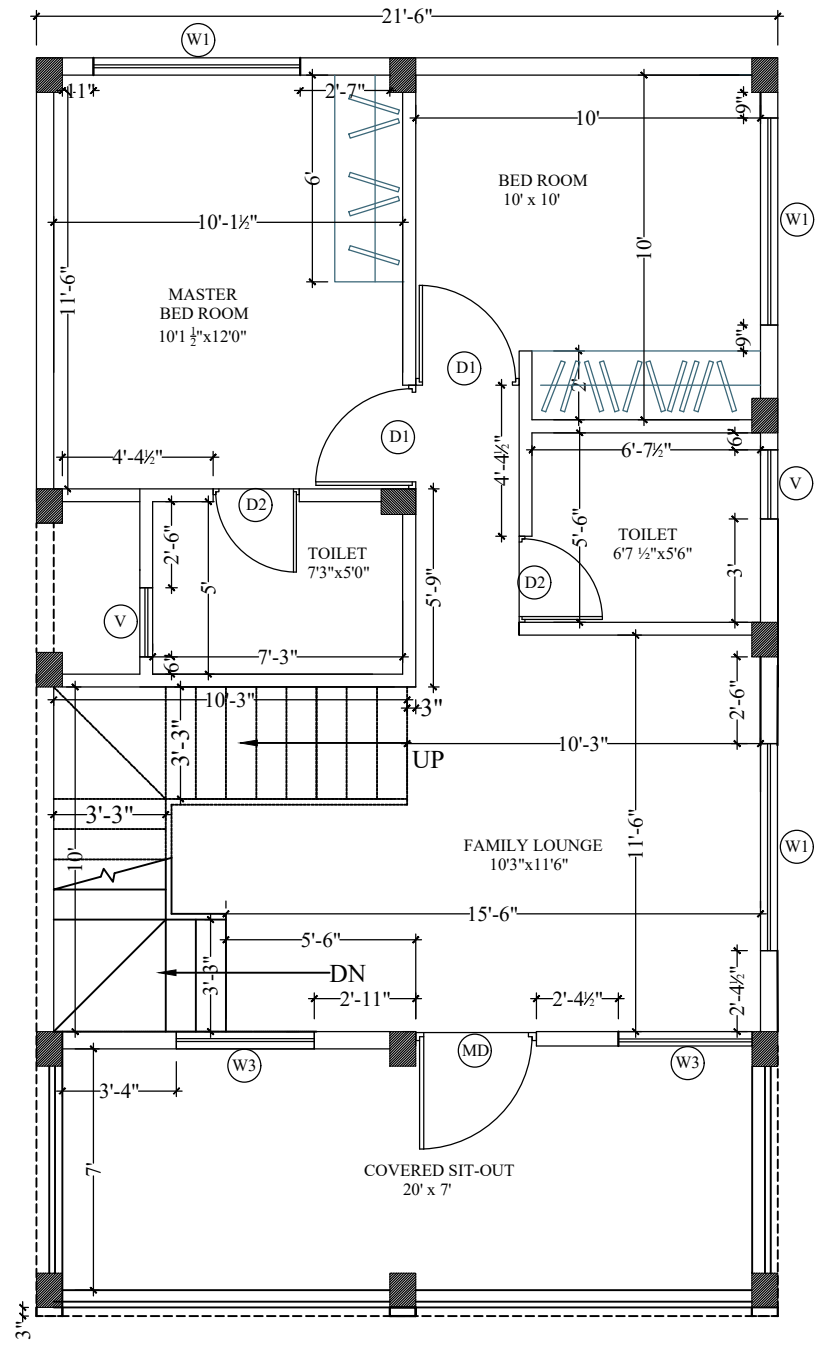 21'-6"
W1
11"
2'-7"
9"
10'
6'
BED ROOM
10' x 10'
W1
10'-1½"
10'
11'-6"
MASTER
BED ROOM
10'1 ½"x12'0"
9"
D1
2'
D1
4'-4½"
4'-4½"
6'-7½"
6"
V
D2
2'-6"
5'
TOILET
7'3"x5'0"
5'-9"
5'-6"
TOILET
6'7 ½"x5'6"
D2
3'
V
7'-3"
6"
10'-3"
3"
2'-6"
3'-3"
UP
10'-3"
3'-3"
10'
FAMILY LOUNGE
10'3"x11'6"
11'-6"
W1
15'-6"
5'-6"
3'-3"
DN
2'-11"
2'-4½"
2'-4½"
W3
MD
W3
3'-4"
7'
COVERED SIT-OUT
20' x 7'
3"